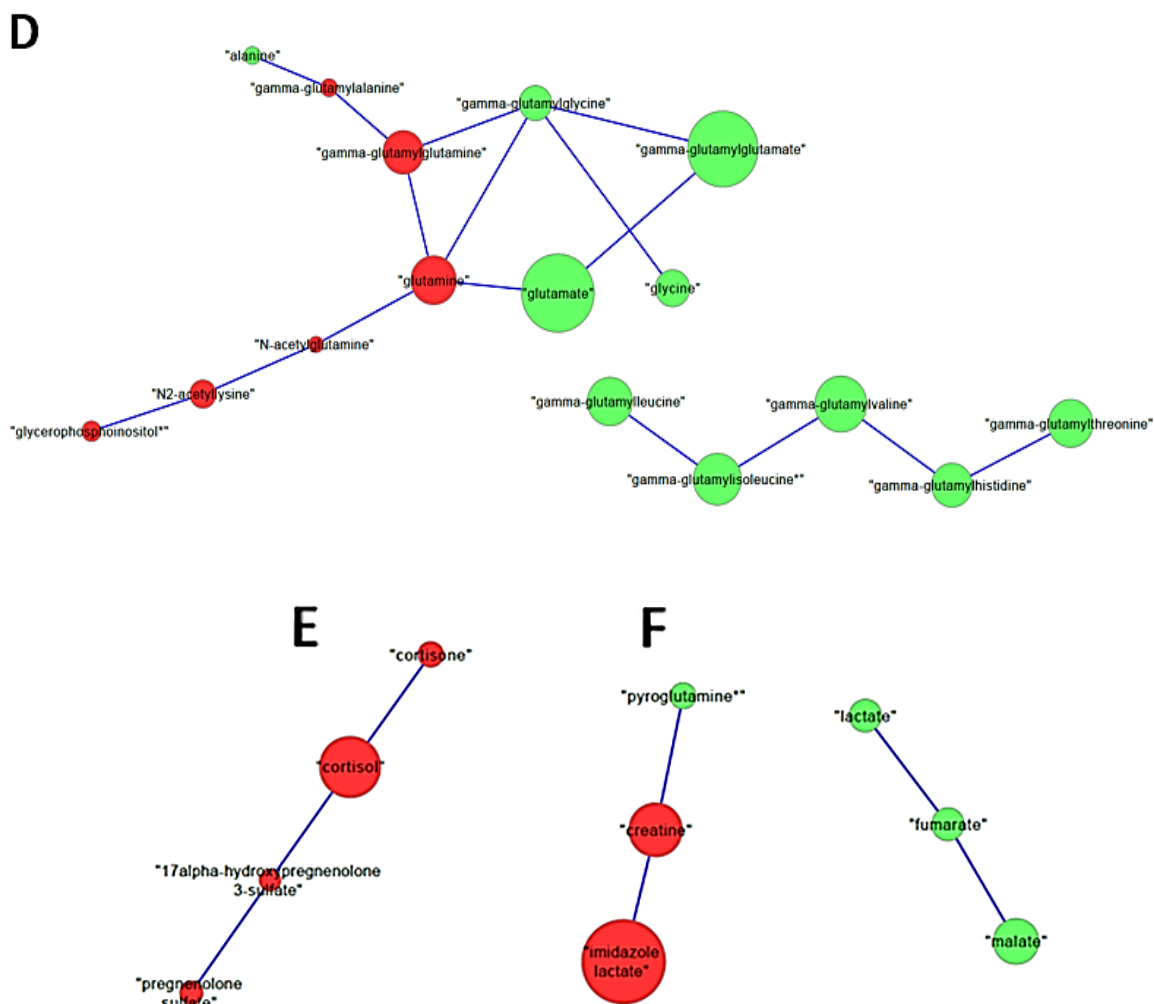 D
"alanine"
"gamma-glutamylalanine"
"gamma-glutamylglycine"
"gamma-glutamylglutamine"
"gamma-glutamylglutamate"
"glutamine"
"glutamate"
"glycine"
"N-acetylglutamine"
"N2-acetyllysine"
"glycerophosphoinositol*"
"gamma-glutamylleucine"
"gamma-glutamylvaline"
"gamma-glutamylthreonine"
"gamma-glutamylisoleucine*"
"gamma-glutamylhistidine"
E
"cortisone"
"cortisol"
"17alpha-hydroxypregnenolone
3-sulfate"
"pregnenolone
sulfate"
F
"pyroglutamine*"
"creatine"
"imidazole
lactate"
"lactate"
"fumarate"
"malate"